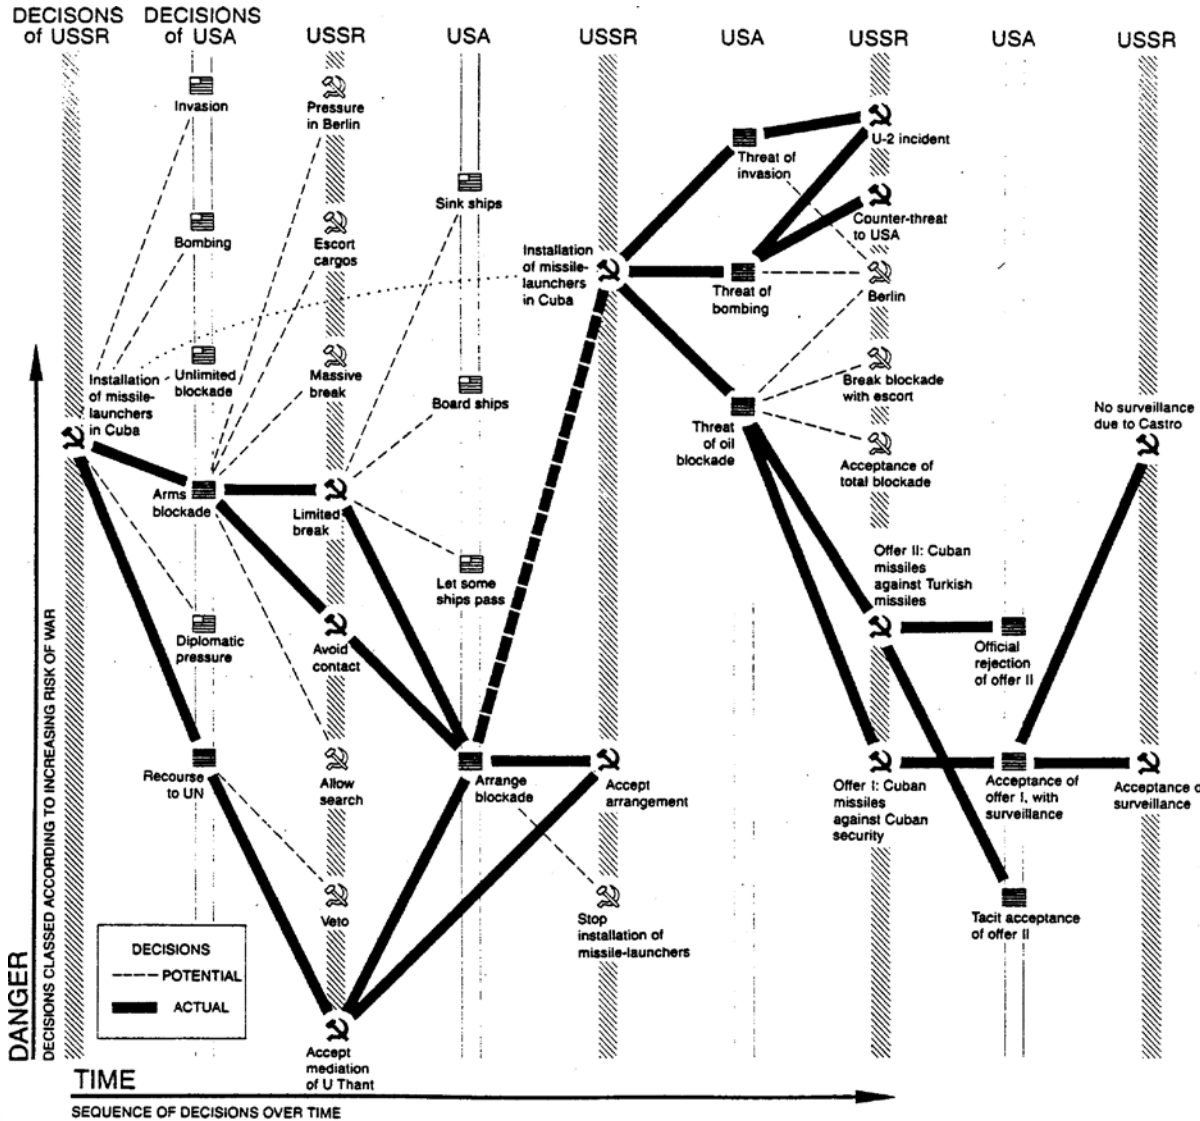 DECISONS
of USSR
DECISIONS
of USA
USSR
USA
USSR
USA
USSR
USA
USSR
Invasion
Bombing
Unlimited
blockade
Installation
of missile-
launchers
in Cuba
Arms
blockade
Diplomatic
pressure
Recourse
to UN
Pressure
in Berlin
Escort
cargos
Massive
break
Limited
break
Avoid
contact
Allow
search
Veto
Accept
mediation
of U Thant
Sink ships
Board ships
Let some
ships pass
Arrange
blockade
Installation
of missile-
launchers
in Cuba
Accept
arrangement
Stop
installation of
missile-launchers
Threat of
invasion
Threat of
bombing
Threat
of oil
blockade
U-2 incident
Counter-threat
to USA
Berlin
Break blockade
with escort
Acceptance of
total blockade
Offer II: Cuban
missiles
against Turkish
missiles
Offer I: Cuban
missiles
against Cuban
security
Official
rejection
of offer II
Acceptance of
offer I, with
surveillance
Tacit acceptance
of offer II
No surveillance
due to Castro
Acceptance o
surveillance
DECISIONS
POTENTIAL
ACTUAL
DANGER
DECISIONS CLASSED ACCORDING TO INCREASING RISK OF WAR
TIME
SEQUENCE OF DECISIONS OVER TIME